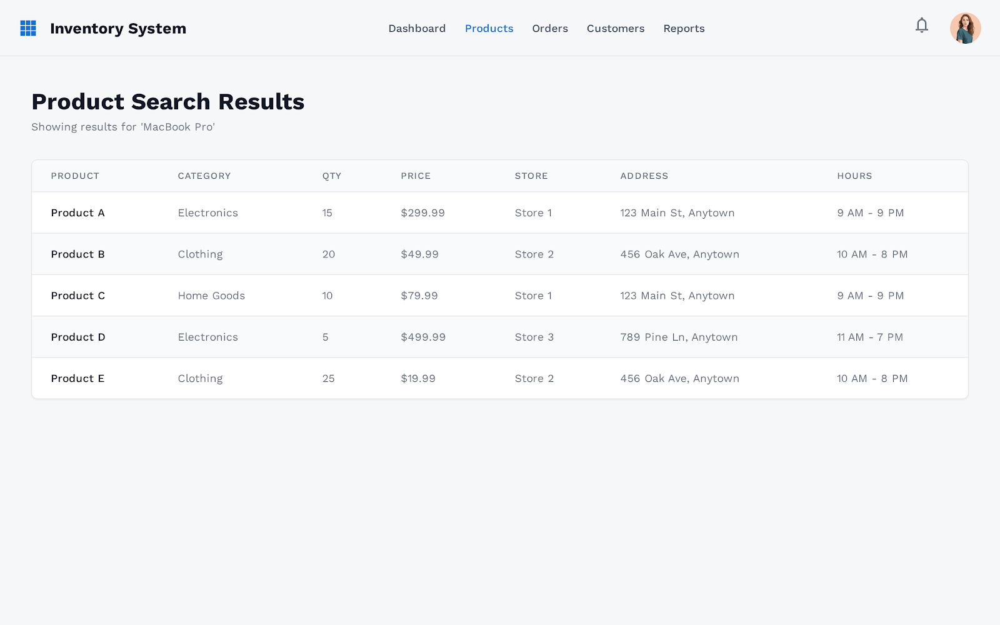 Inventory System Dashboard Products Orders Customers Reports
Product Search Results
Showing results for 'MacBook Pro'
PRODUCT CATEGORY QTY PRICE STORE ADDRESS HOURS
Product A Electronics 15 $299.99 Store 1 123 Main St, Anytown 9 AM - 9 PM
Product B Clothing 20 $49.99 Store 2 456 Oak Ave, Anytown 10 AM - 8 PM
Product C Home Goods 10 $79.99 Store 1 123 Main St, Anytown 9 AM - 9 PM
Product D Electronics 5 $499.99 Store 3 789 Pine Ln, Anytown 11 AM - 7 PM
Product E Clothing 25 $19.99 Store 2 456 Oak Ave, Anytown 10 AM - 8 PM